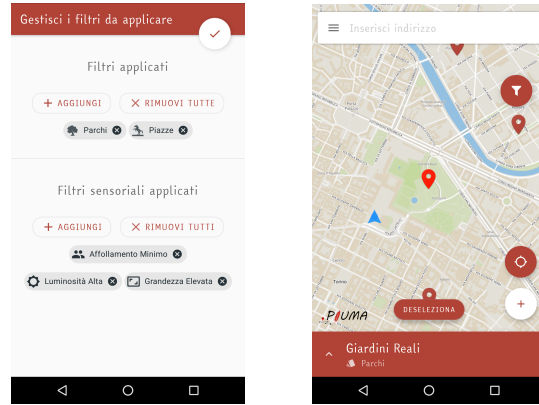 Gestisci i filtri da applicare
Filtri applicati
+ AGGIUNGI
RIMUOVI TUTTE
Parchi
Piazze
Filtri sensoriali applicati
+ AGGIUNGI
RIMUOVI TUTTI
Affollamento Minimo
Luminosità Alta
Grandezza Elevata
Inserisci indirizzo
Torino
PIUMA
DESELEZIONA
+
Giardini Reali
Parchi